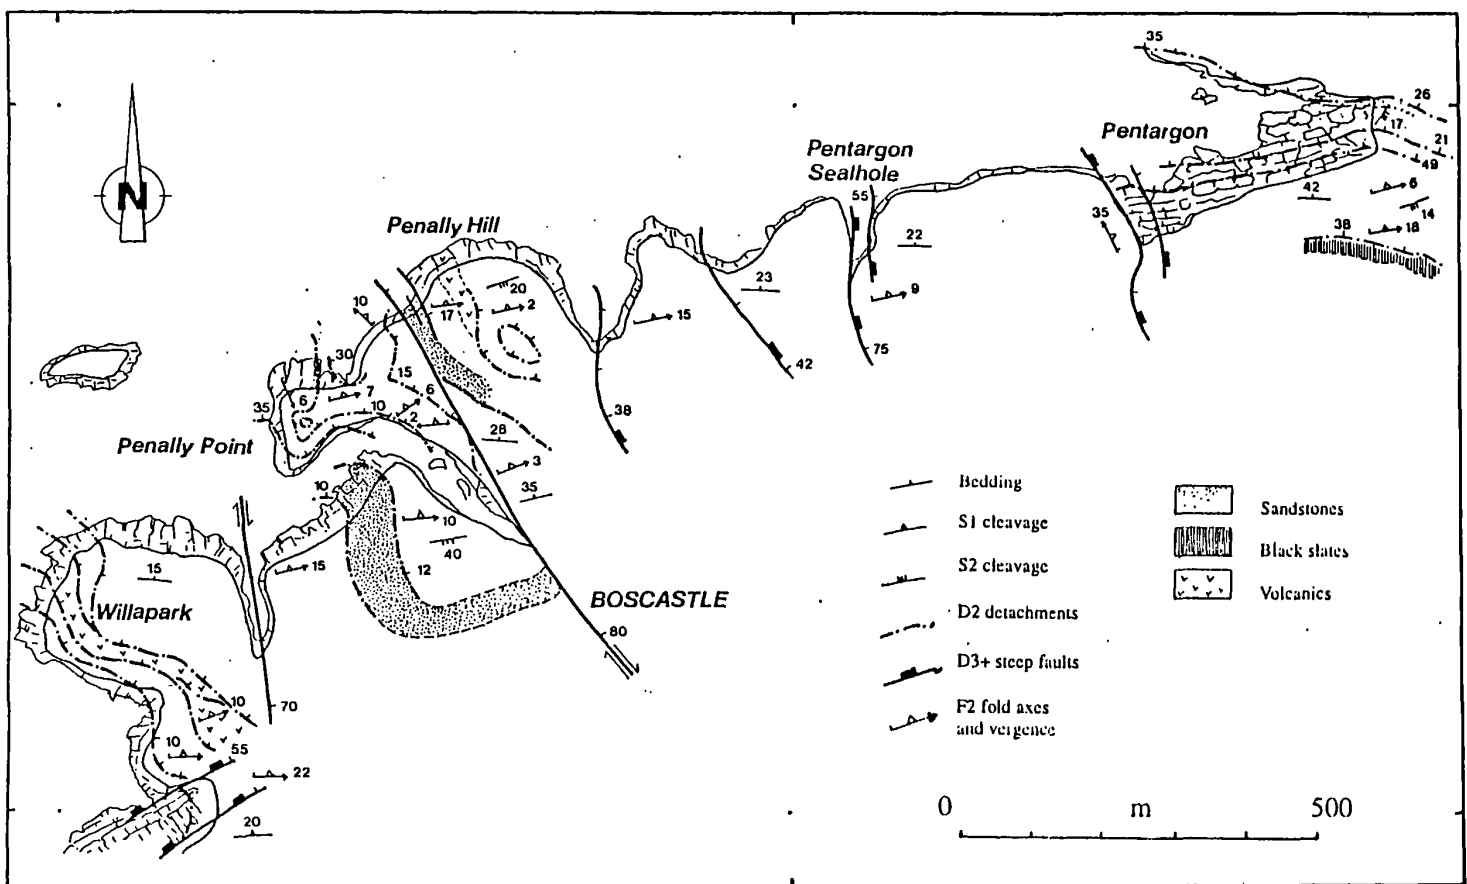 35
26
17
21
49
Pentargon
Pentargon
Sealhole
55
42
6
14
35
38
18
N
Penally Hill
22
20
2
23
9
10
17
15
75
42
30
15
7
6
6
10
2
35
38
28
Penally Point
3
35
10
10
40
15
15
12
Willapark
BOSCASTLE
80
10
70
10
55
22
20
Bedding
S1 cleavage
S2 cleavage
D2 detachments
D3+ steep faults
F2 fold axes
and vergence
Sandstones
Black slates
Volcanics
0 m 500